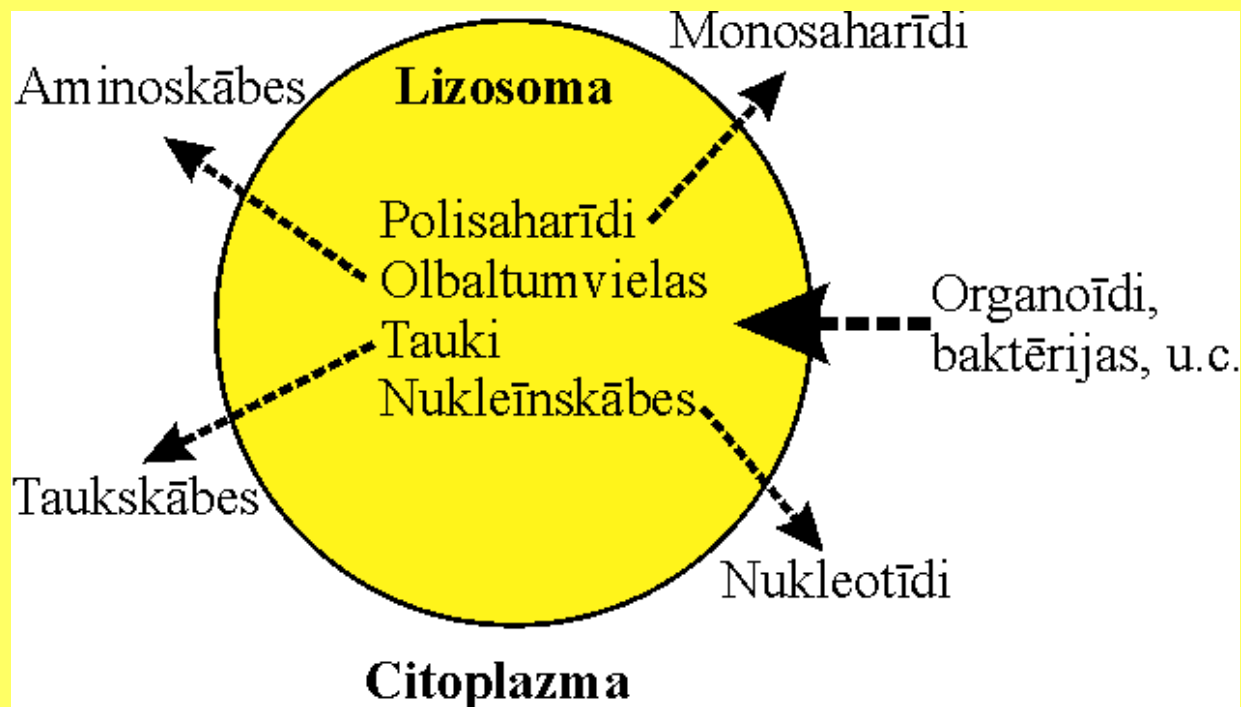 Monosaharīdi
Aminoskābes
Lizosoma
Polisaharīdi
Olbaltumvielas
Tauki
Nukleīnskābes
Organoīdi,
baktērijas, u.c.
Taukskābes
Nukleotīdi
Citoplazma